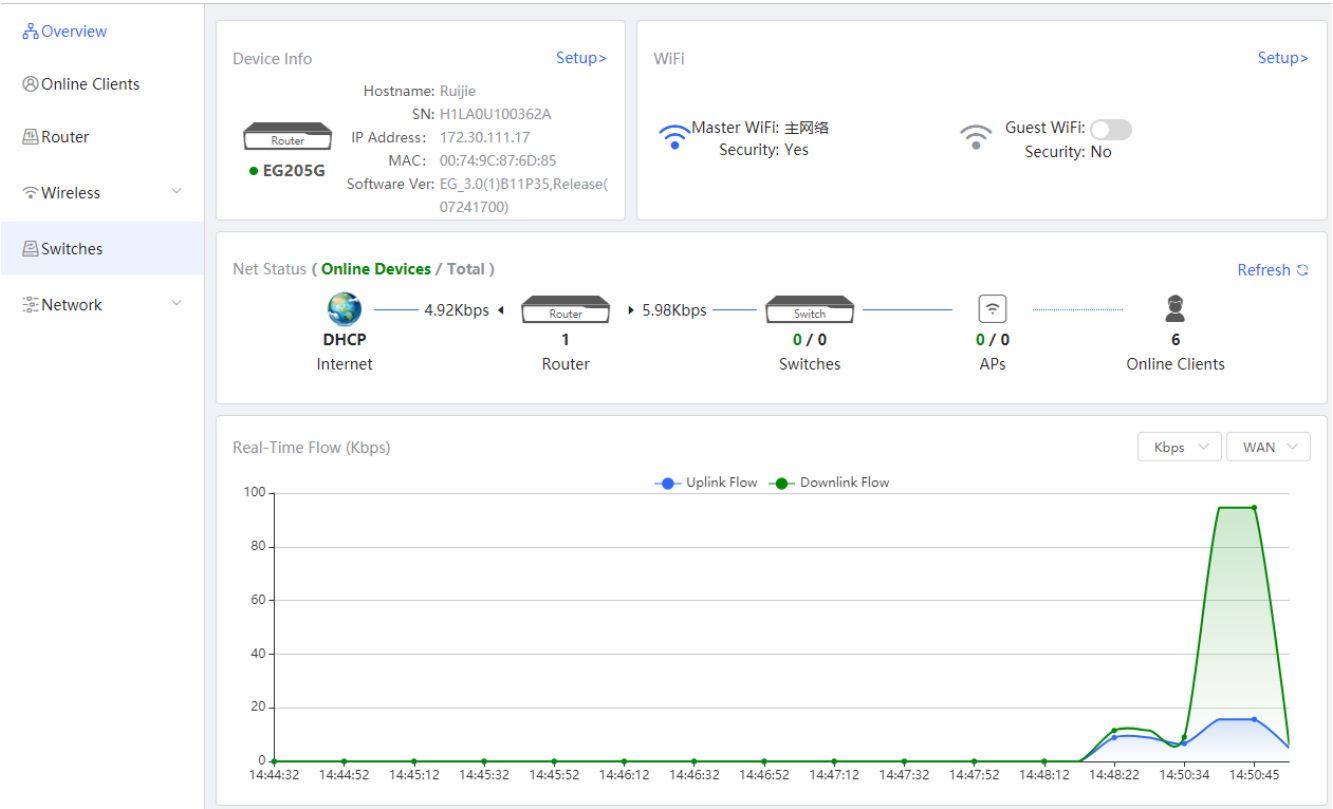 Overview
Online Clients
Router
Wireless
Switches
Network
Device Info
Setup>
Router
EG205G
Hostname: Ruijie
SN: H1LA0U100362A
IP Address: 172.30.111.17
MAC: 00:74:9C:87:6D:85
Software Ver: EG_3.0(1)B11P35,Release(
07241700)
WiFi
Setup>
Master WiFi: 主网络
Security: Yes
Guest WiFi:
Security: No
Net Status ( Online Devices / Total )
Refresh
4.92Kbps
Router
5.98Kbps
Switch
DHCP
1
0 / 0
0 / 0
6
Internet
Router
Switches
APs
Online Clients
Real-Time Flow (Kbps)
Kbps
WAN
Uplink Flow
Downlink Flow
100
80
60
40
20
0
14:44:32 14:44:52 14:45:12 14:45:32 14:45:52 14:46:12 14:46:32 14:46:52 14:47:12 14:47:32 14:47:52 14:48:12 14:48:22 14:50:34 14:50:45